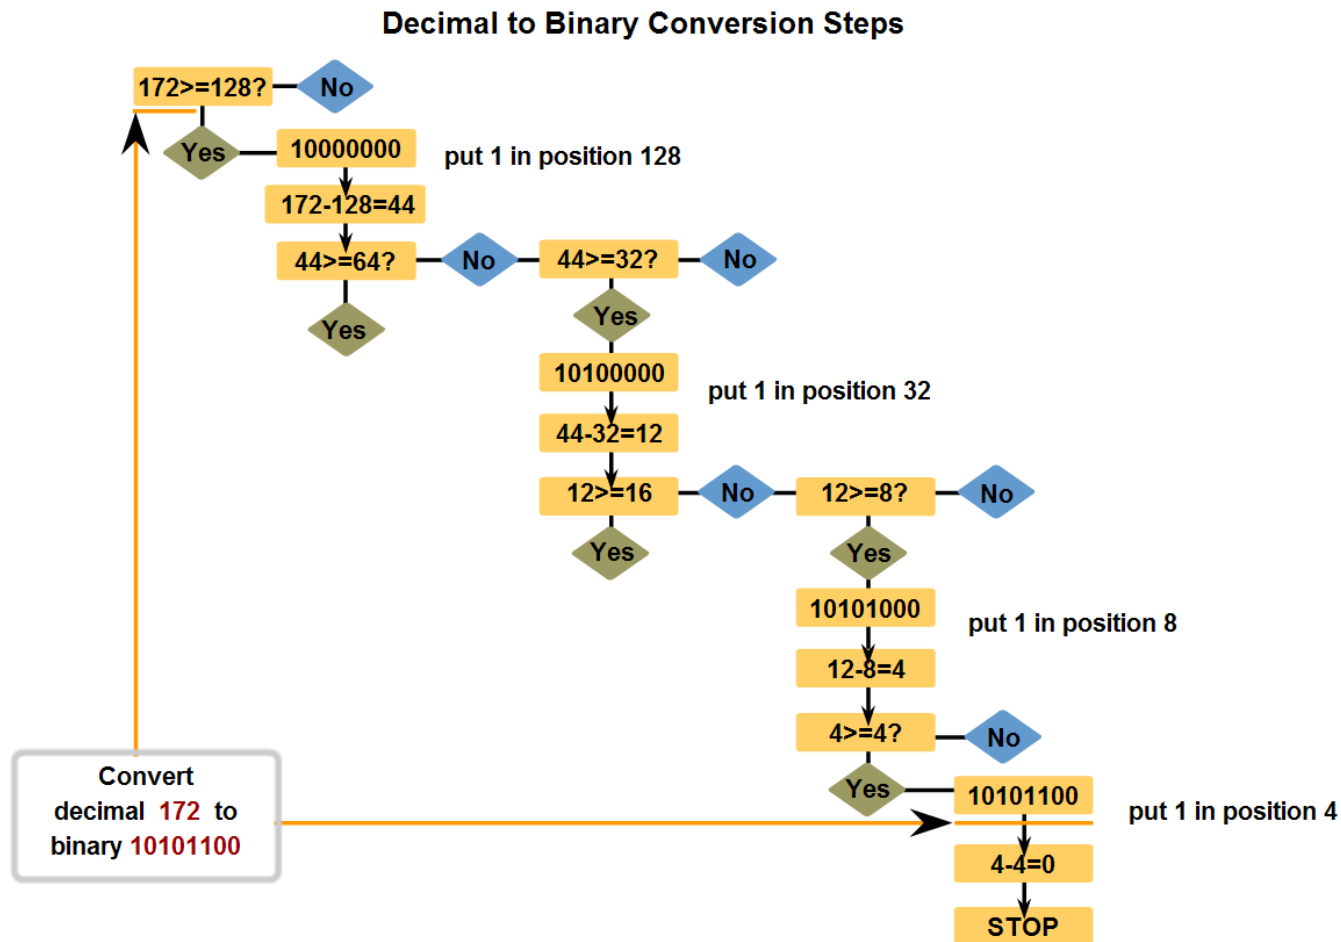 Decimal to Binary Conversion Steps
172>=128?
No
Yes
10000000
put 1 in position 128
172-128=44
44>=64?
No
44>=32?
No
Yes
Yes
10100000
put 1 in position 32
44-32=12
12>=16
No
12>=8?
No
Yes
Yes
10101000
put 1 in position 8
12-8=4
4>=4?
No
Yes
10101100
put 1 in position 4
4-4=0
STOP
Convert
decimal 172 to
binary 10101100